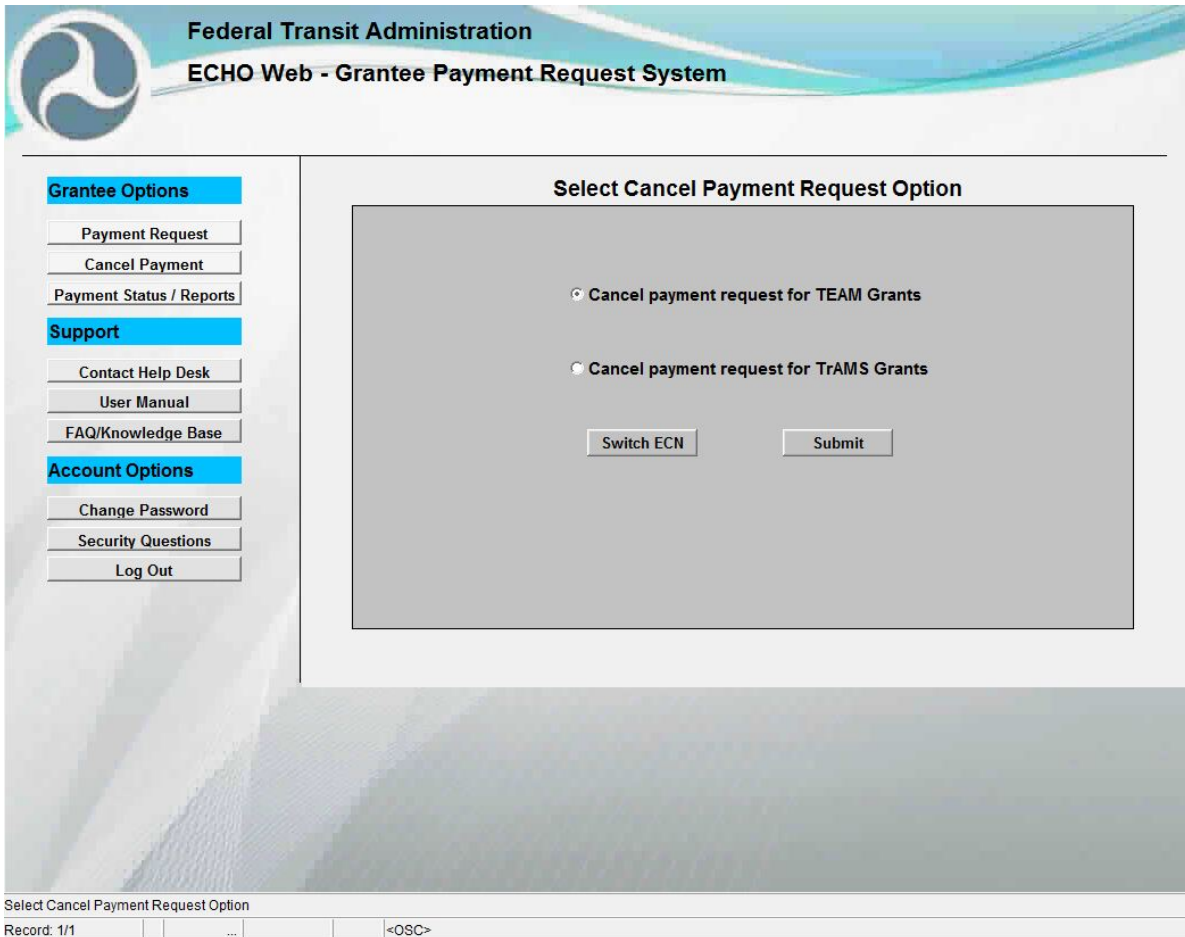 Federal Transit Administration
ECHO Web - Grantee Payment Request System
Grantee Options
Payment Request
Cancel Payment
Payment Status / Reports
Support
Contact Help Desk
User Manual
FAQ/Knowledge Base
Account Options
Change Password
Security Questions
Log Out
Select Cancel Payment Request Option
Cancel payment request for TEAM Grants
Cancel payment request for TrAMS Grants
Switch ECN Submit
Select Cancel Payment Request Option
Record: 1/1 ... <OSC>